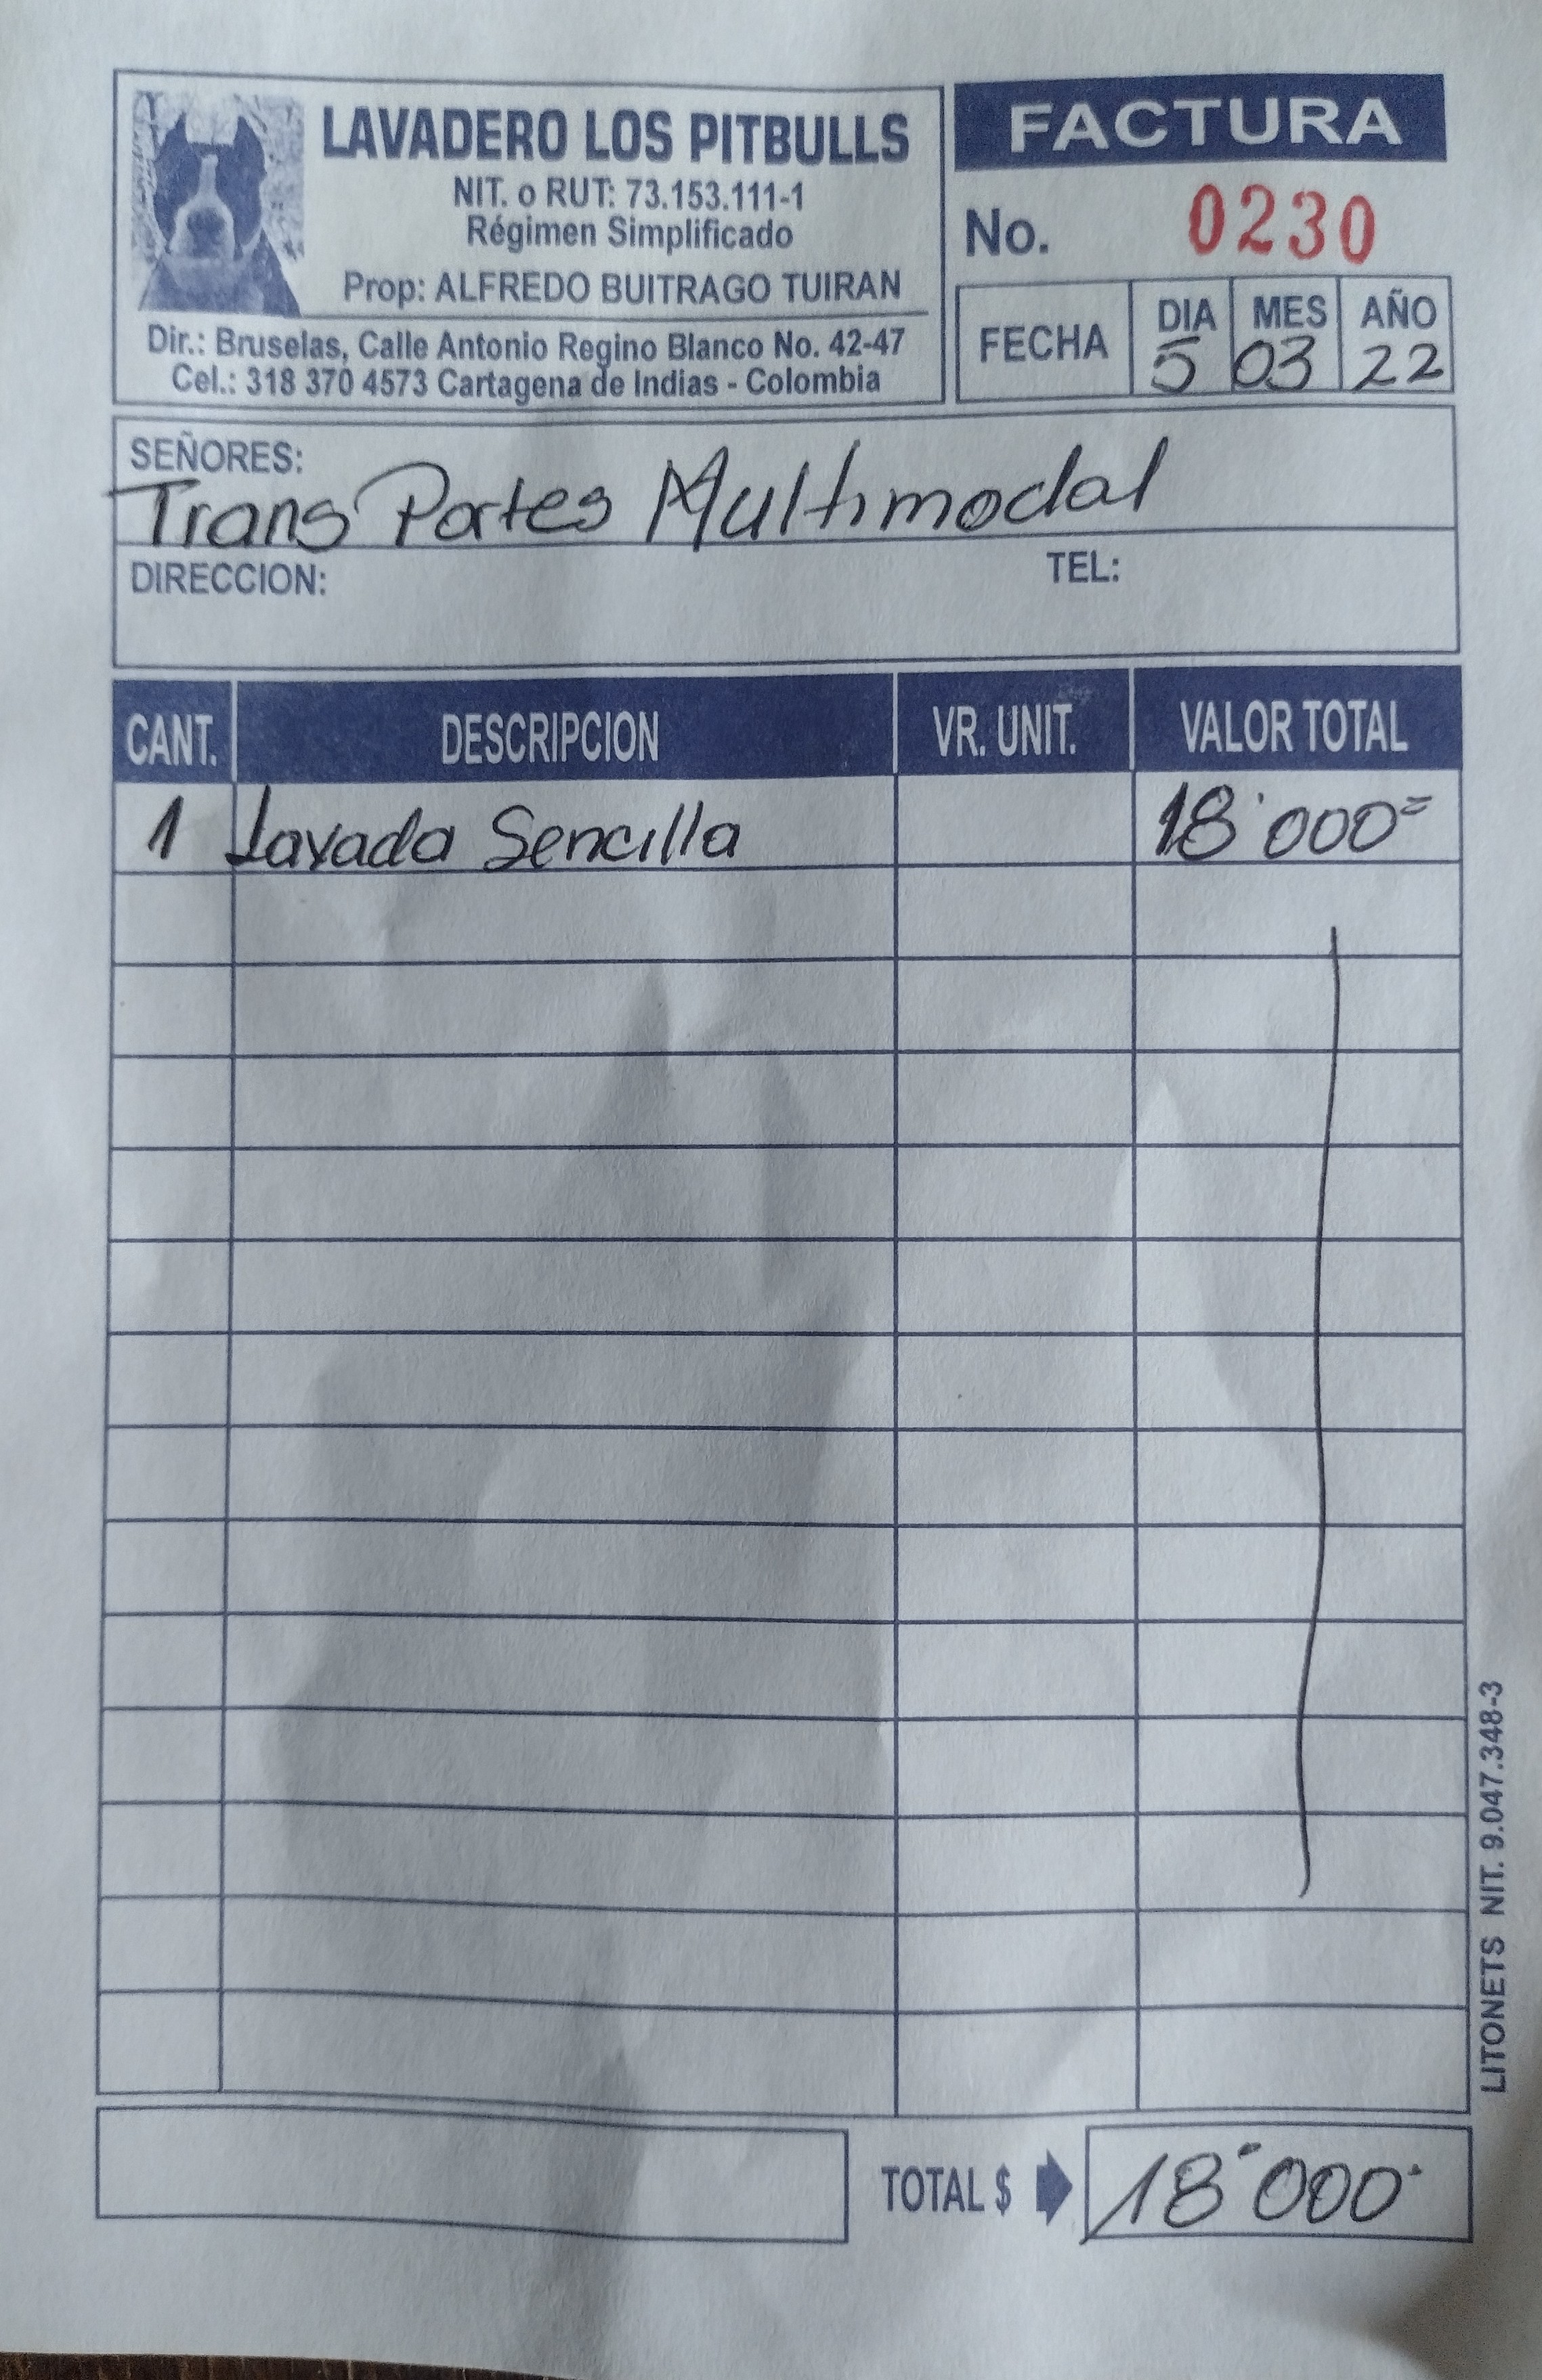 LAVADERO LOS PITBULLS
NIT. o RUT: 73.153.111-1
Régimen Simplificado
Prop: ALFREDO BUITRAGO TUIRAN
Dir.: Bruselas, Calle Antonio Regino Blanco No. 42-47
Cel.: 318 370 4573 Cartagena de Indias - Colombia
FACTURA
No. 0230
FECHA DIA MES AÑO
5 03 22
SEÑORES:
Trans Portes Multimodal
DIRECCION: TEL:
CANT. DESCRIPCION VR. UNIT. VALOR TOTAL
1 Lavada Sencilla 18'000=
TOTAL $ 18'000
LITONETS NIT. 9.047.348-3